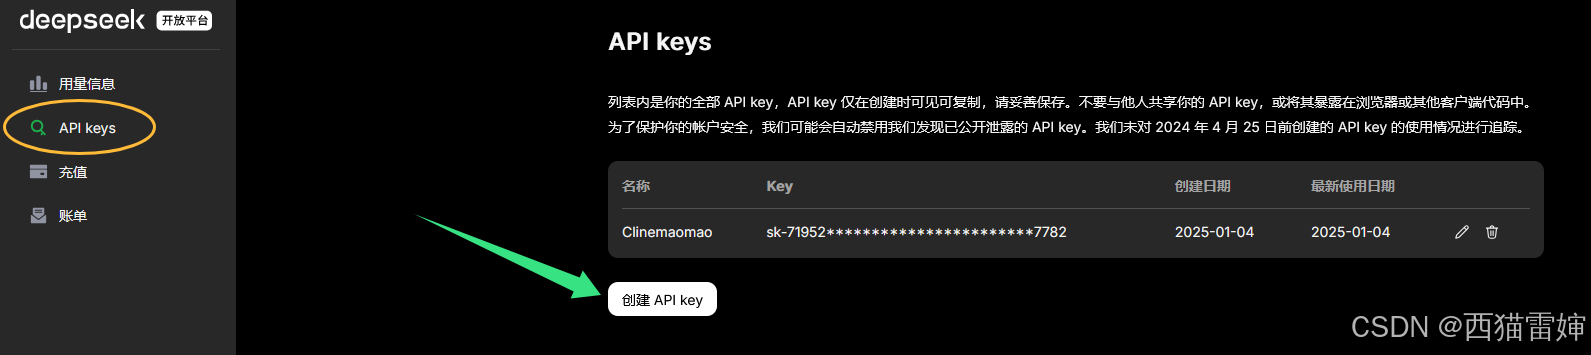 deepseek 开放平台
用量信息
API keys
充值
账单
API keys
列表内是你的全部 API key，API key 仅在创建时可见可复制，请妥善保存。不要与他人共享你的 API key，或将其暴露在浏览器或其他客户端代码中。
为了保护你的帐户安全，我们可能会自动禁用我们发现已公开泄露的 API key。我们未对 2024 年 4 月 25 日前创建的 API key 的使用情况进行追踪。
名称 Key 创建日期 最新使用日期
Clinemaomao sk-71952***********************7782 2025-01-04 2025-01-04
创建 API key
CSDN @西猫雷婶